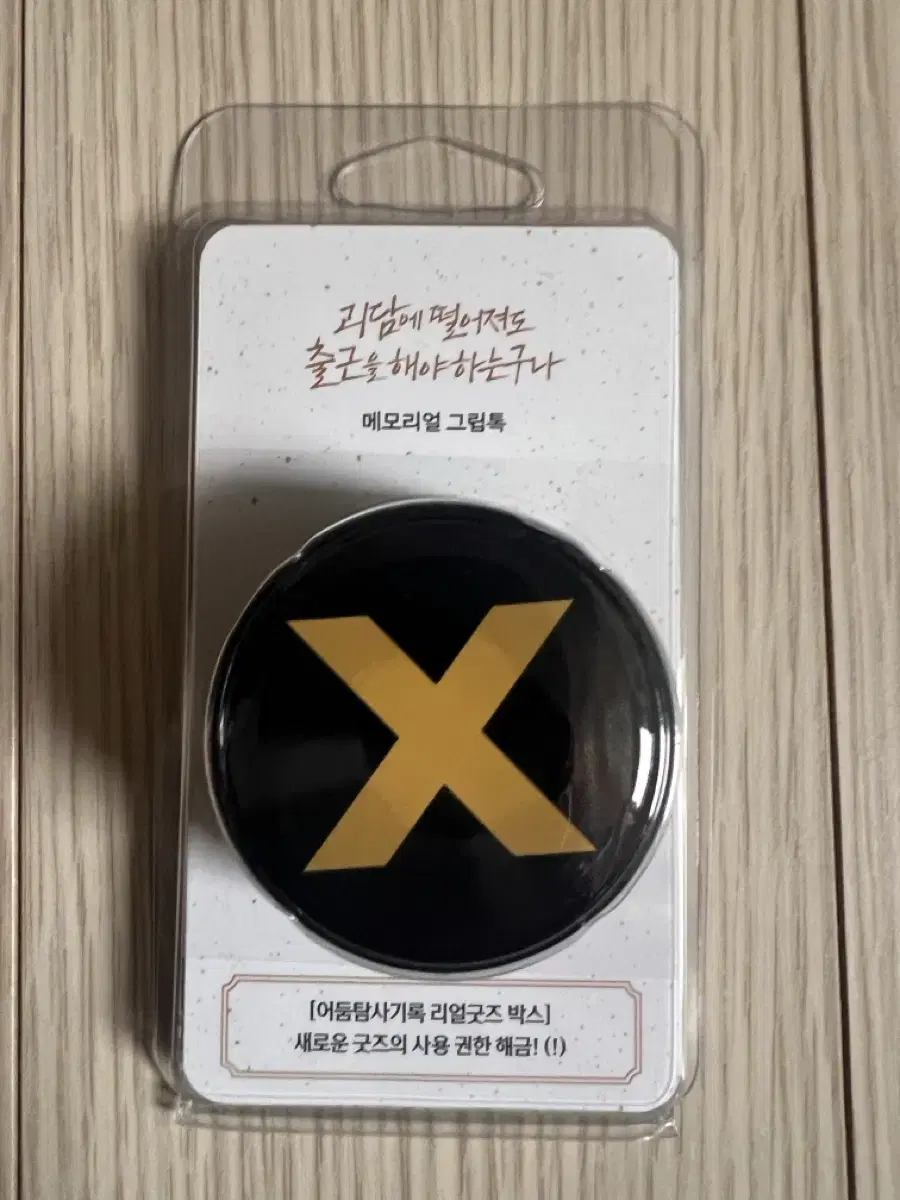 괴담에 떨어져도
출근을 해야 하는구나
메모리얼 그립톡
X
[어둠탐사기록 리얼굿즈 박스]
새로운 굿즈의 사용 권한 해금! (!)